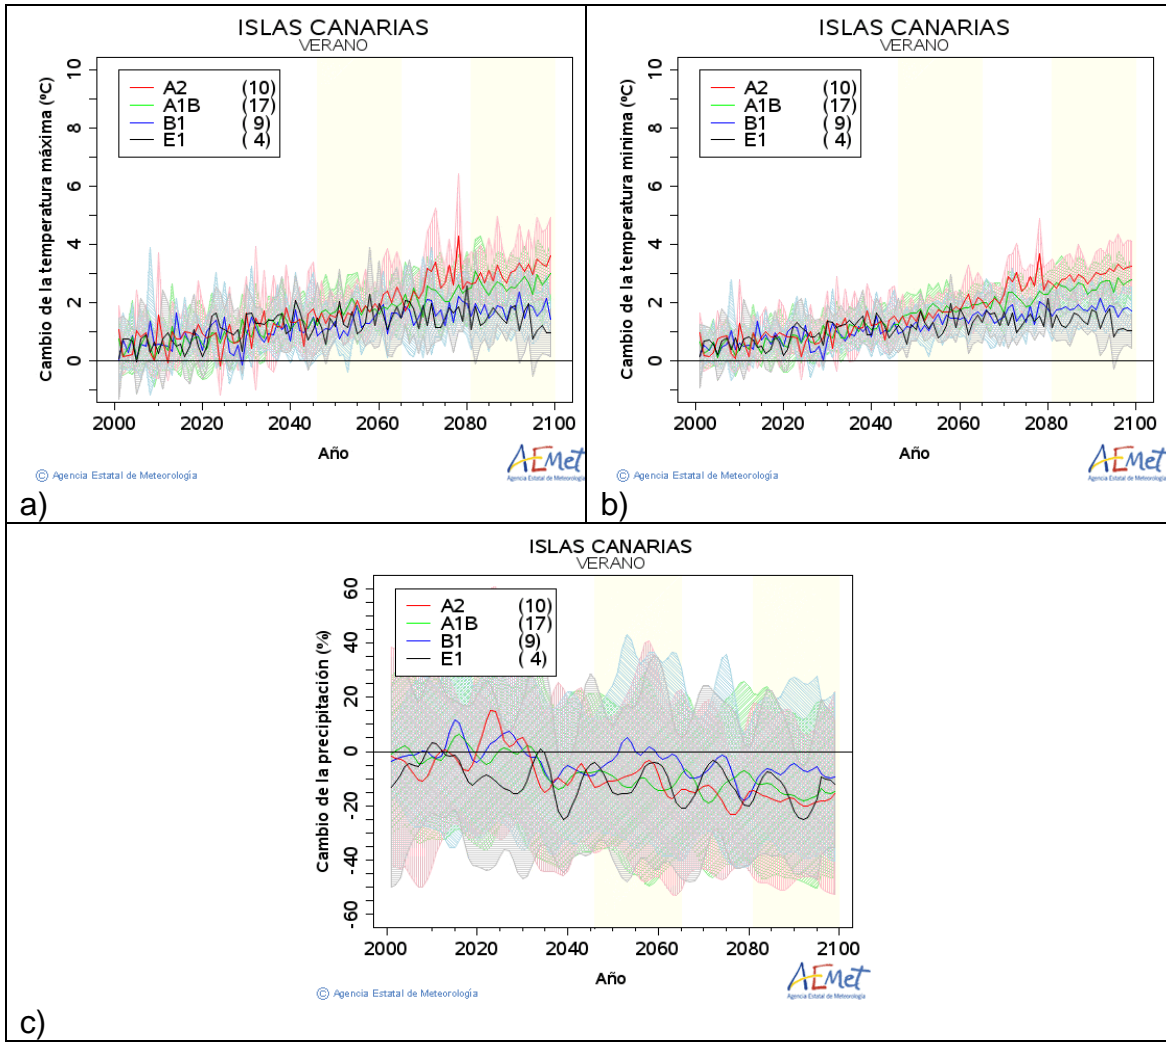 ISLAS CANARIAS
VERANO
Cambio de la temperatura máxima (ºC)
10
8
6
4
2
0
A2 (10)
A1B (17)
B1 ( 9)
E1 ( 4)
2000 2020 2040 2060 2080 2100
Año
© Agencia Estatal de Meteorología
AEMet
Agencia Estatal de Meteorología
a)
ISLAS CANARIAS
VERANO
Cambio de la temperatura minima (ºC)
10
8
6
4
2
0
A2 (10)
A1B (17)
B1 ( 9)
E1 ( 4)
2000 2020 2040 2060 2080 2100
Año
© Agencia Estatal de Meteorología
AEMet
Agencia Estatal de Meteorología
b)
ISLAS CANARIAS
VERANO
Cambio de la precipitación (%)
60
40
20
0
-20
-40
-60
A2 (10)
A1B (17)
B1 (9)
E1 ( 4)
2000 2020 2040 2060 2080 2100
Año
© Agencia Estatal de Meteorología
AEMet
Agencia Estatal de Meteorología
c)